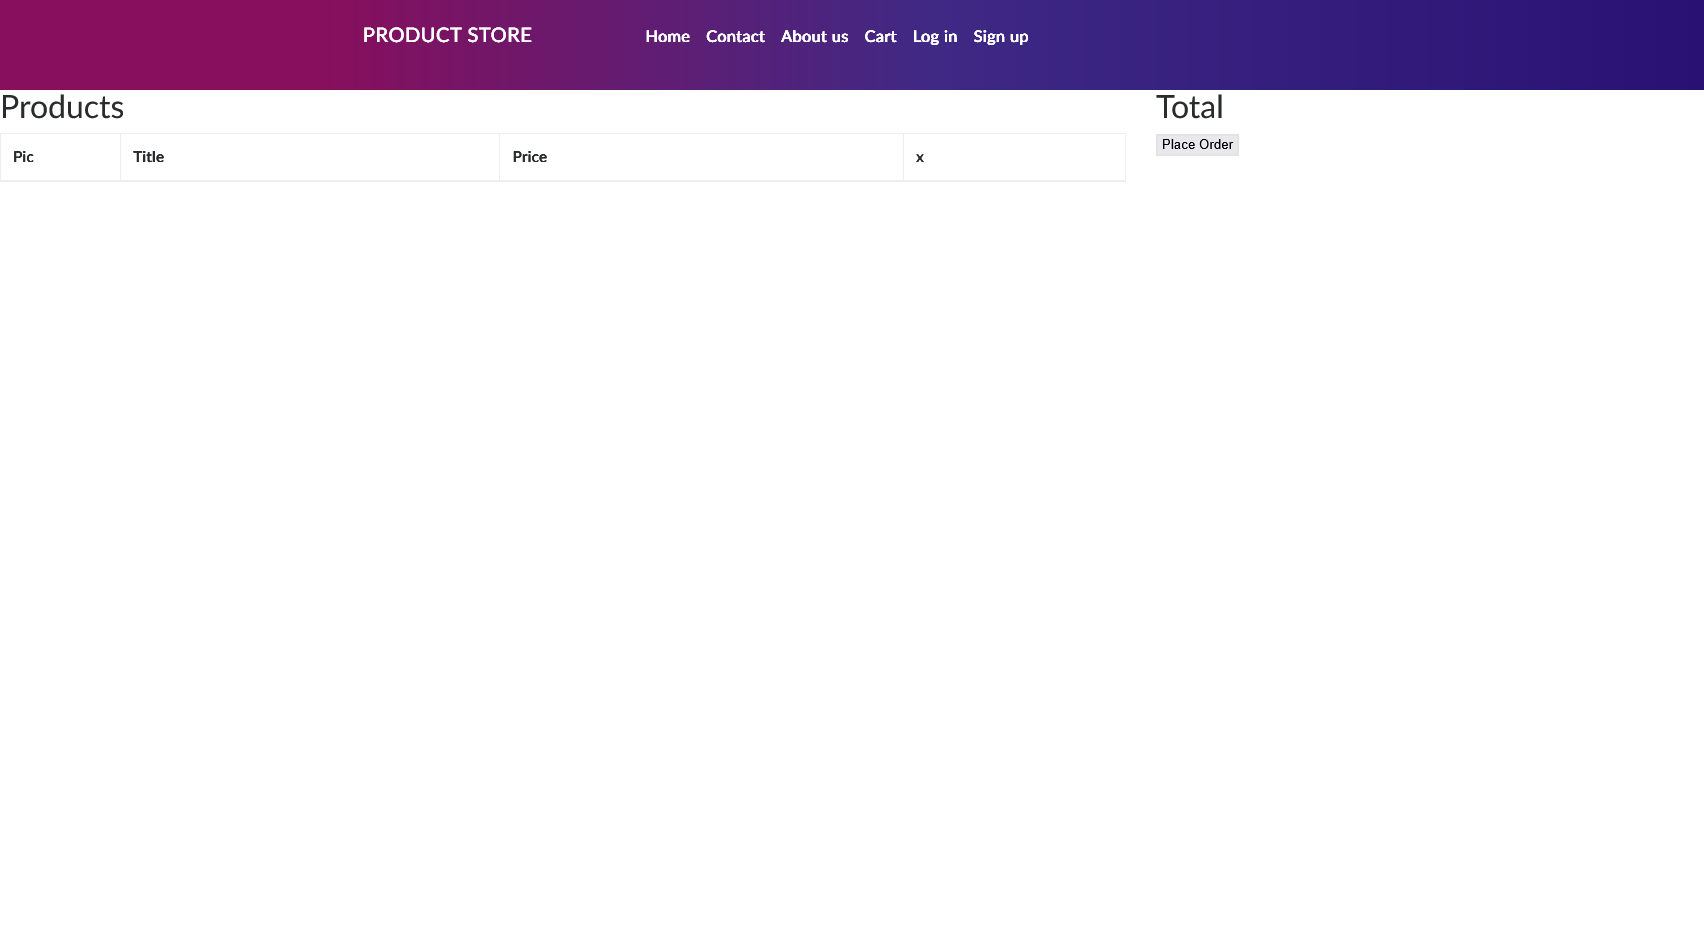 PRODUCT STORE
Home Contact About us Cart Log in Sign up
Products
Pic Title Price x
Total
Place Order